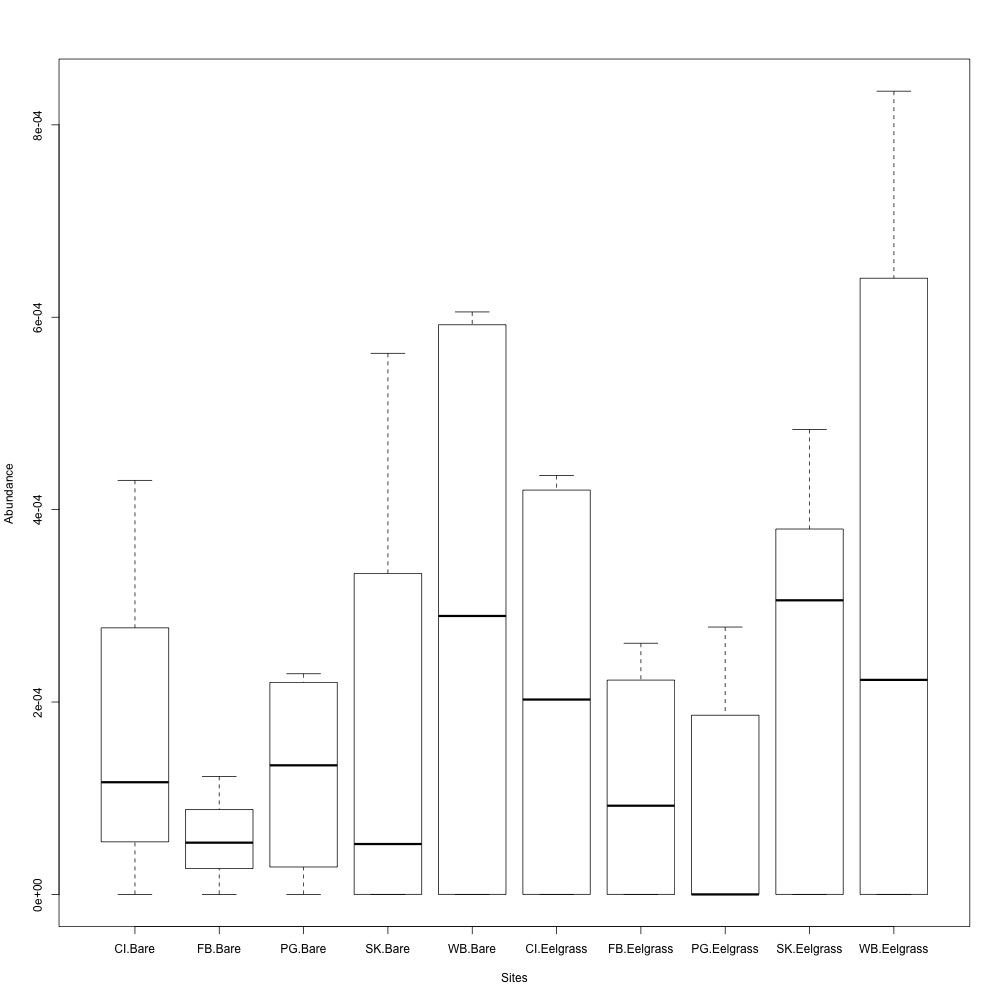 Abundance
8e-04
6e-04
4e-04
2e-04
0e+00
CI.Bare FB.Bare PG.Bare SK.Bare WB.Bare CI.Eelgrass FB.Eelgrass PG.Eelgrass SK.Eelgrass WB.Eelgrass
Sites